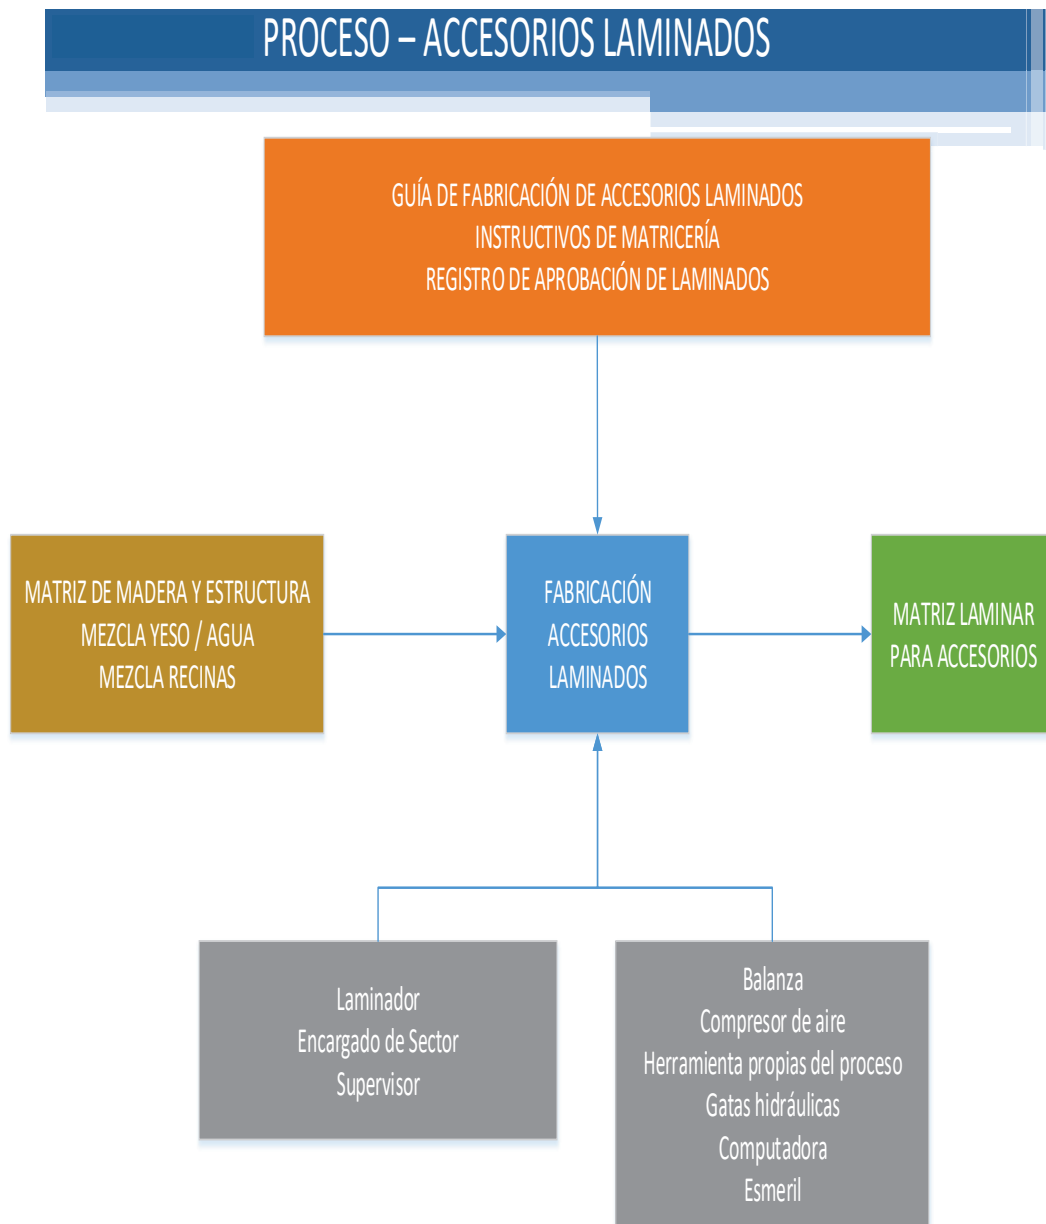 PROCESO – ACCESORIOS LAMINADOS
GUÍA DE FABRICACIÓN DE ACCESORIOS LAMINADOS
INSTRUCTIVOS DE MATRICERÍA
REGISTRO DE APROBACIÓN DE LAMINADOS
MATRIZ DE MADERA Y ESTRUCTURA
MEZCLA YESO / AGUA
MEZCLA RECINAS
FABRICACIÓN
ACCESORIOS
LAMINADOS
MATRIZ LAMINAR
PARA ACCESORIOS
Laminador
Encargado de Sector
Supervisor
Balanza
Compresor de aire
Herramienta propias del proceso
Gatas hidráulicas
Computadora
Esmeril